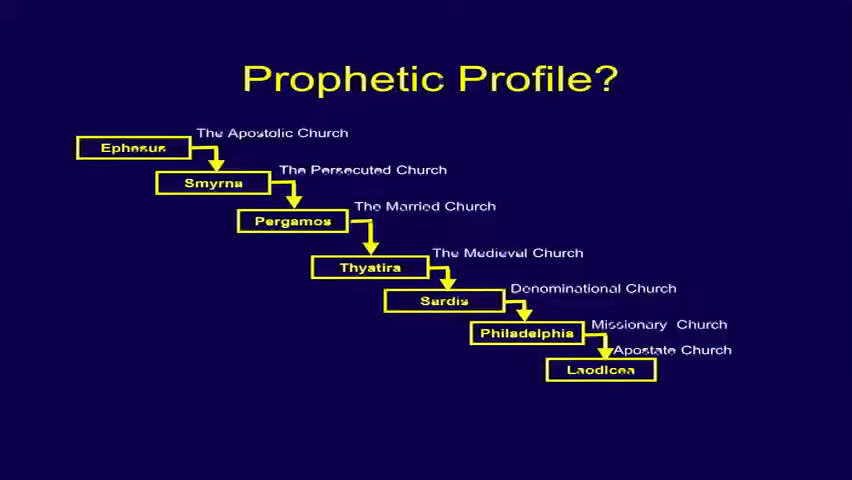 Prophetic Profile?
The Apostolic Church
Ephesus
The Persecuted Church
Smyrna
The Married Church
Pergamos
The Medieval Church
Thyatira
Denominational Church
Sardis
Missionary Church
Philadelphia
Apostate Church
Laodicea